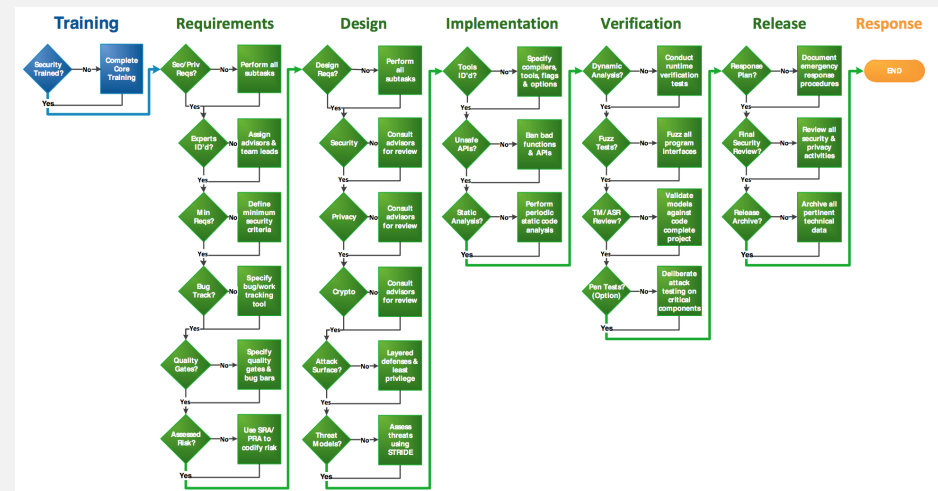 Training
Requirements
Design
Implementation
Verification
Release
Response
Security
Trained?
No
Complete
Core
Training
Yes
Sec/Priv
Reqs?
No
Perform all
subtasks
Yes
Experts
ID'd?
No
Assign
advisors &
team leads
Yes
Min
Reqs?
No
Define
minimum
security
criteria
Yes
Bug
Track?
No
Specify
bug/work
tracking
tool
Yes
Quality
Gates?
No
Specify
quality
gates
& bug bars
Yes
Assessed
Risk?
No
Use SRA/
PRA to
codify risk
Yes
Design
Reqs?
No
Perform
all
subtasks
Yes
Security
No
Consult
advisors
for review
Yes
Privacy
No
Consult
advisors
for review
Yes
Crypto
No
Consult
advisors
for review
Yes
Attack
Surface?
No
Layered
defenses &
least
privilege
Yes
Threat
Models?
No
Assess
threats
using
STRIDE
Yes
Tools
ID'd?
No
Specify
compilers,
tools, flags
& options
Yes
Unsafe
APIs?
No
Ban bad
functions
& APIs
Yes
Static
Analysis?
No
Perform
periodic
static code
analysis
Yes
Dynamic
Analysis?
No
Conduct
runtime
verification
tests
Yes
Fuzz
Tests?
No
Fuzz all
program
interfaces
Yes
TM/ASR
Review?
No
Validate
models
against
code
complete
project
Yes
Pen Tests?
(Option)
No
Deliberate
attack
testing on
critical
components
Yes
Response
Plan?
No
Document
emergency
response
procedures
Yes
Final
Security
Review?
No
Review all
security &
privacy
activities
Yes
Release
Archive?
No
Archive all
pertinent
technical
data
Yes
END